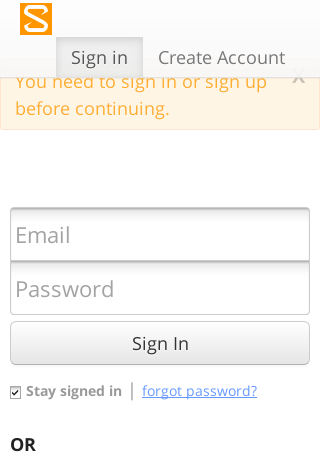 Sign in
Create Account
You need to sign in or sign up
x
before continuing.
Email
Password
Sign In
Stay signed in | forgot password?
OR